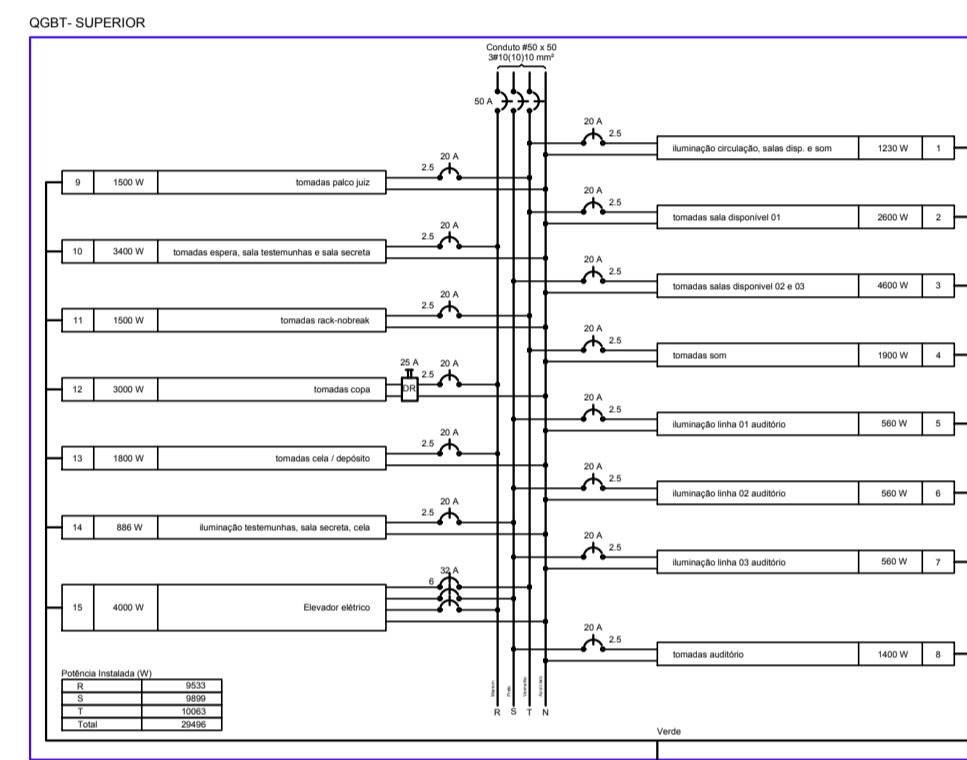 QGBT- SUPERIOR
Conduto #50 x 50
3#10(10)10 mm²
50 A
20 A
2.5
9 1500 W tomadas palco juiz
20 A
2.5
10 3400 W tomadas espera, sala testemunhas e sala secreta
20 A
2.5
11 1500 W tomadas rack-nobreak
25 A
DR
20 A
2.5
12 3000 W tomadas copa
20 A
2.5
13 1800 W tomadas cela / depósito
20 A
2.5
14 886 W iluminação testemunhas, sala secreta, cela
32 A
6
15 4000 W Elevador elétrico
20 A
2.5
iluminação circulação, salas disp. e som 1230 W 1
20 A
2.5
tomadas sala disponível 01 2600 W 2
20 A
2.5
tomadas salas disponivel 02 e 03 4600 W 3
20 A
2.5
tomadas som 1900 W 4
20 A
2.5
iluminação linha 01 auditório 560 W 5
20 A
2.5
iluminação linha 02 auditório 560 W 6
20 A
2.5
iluminação linha 03 auditório 560 W 7
20 A
2.5
tomadas auditório 1400 W 8
Potência Instalada (W)
R 9533
S 9899
T 10063
Total 29496
R S T N
Verde